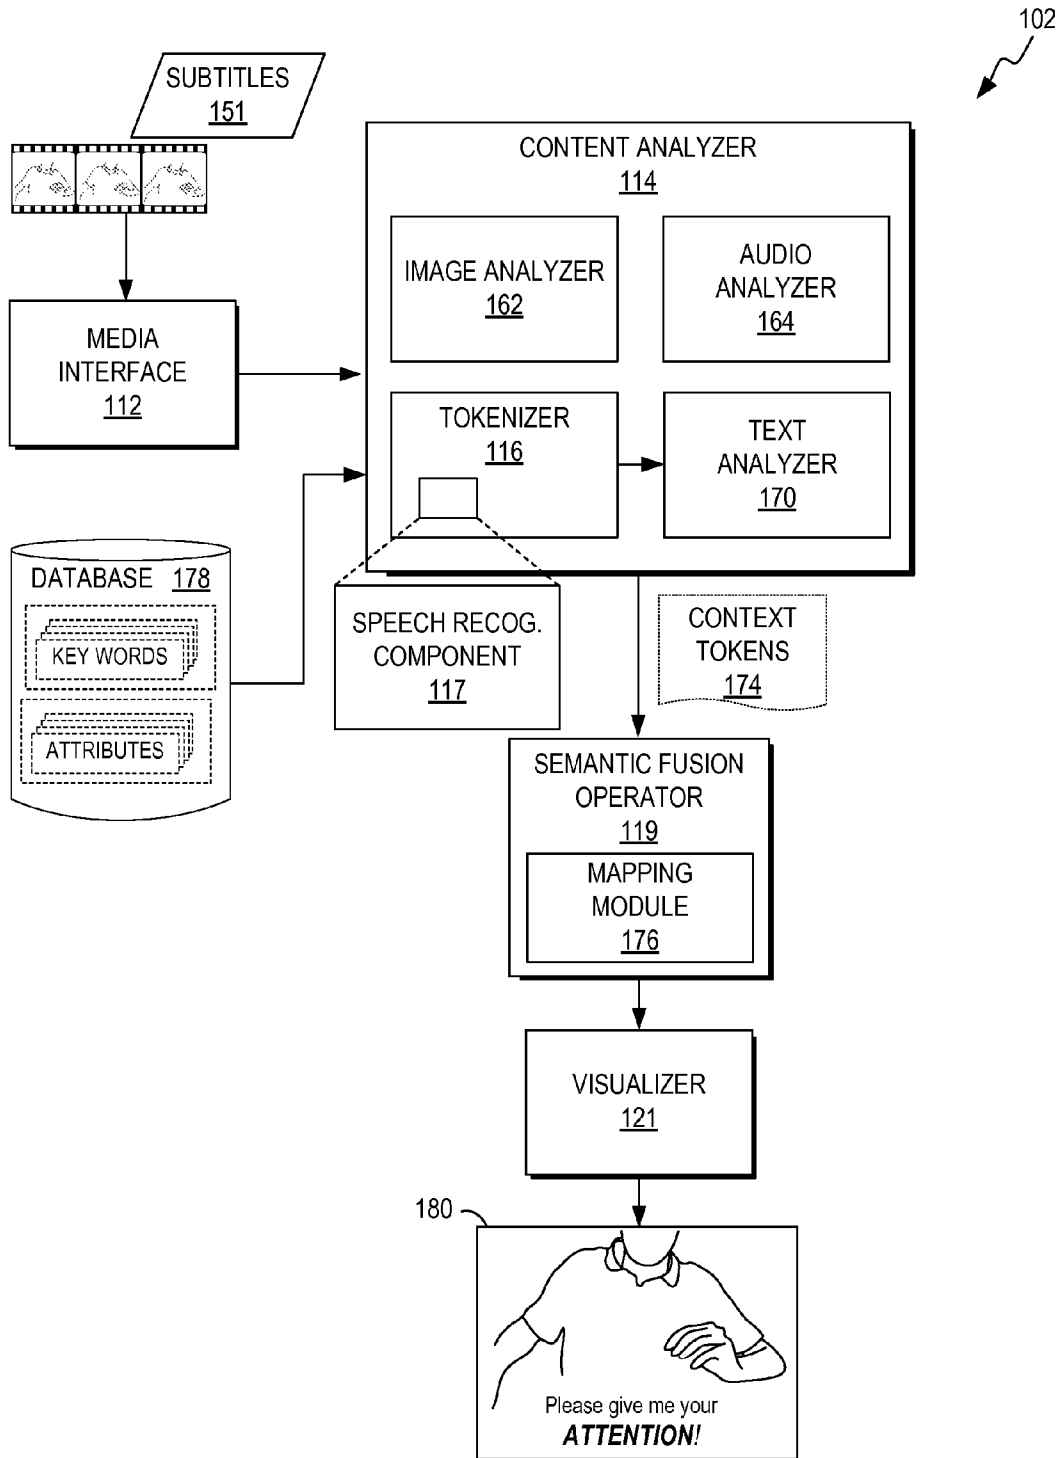 102
SUBTITLES
151
CONTENT ANALYZER
114
IMAGE ANALYZER
162
AUDIO
ANALYZER
164
MEDIA
INTERFACE
112
TOKENIZER
116
TEXT
ANALYZER
170
DATABASE 178
KEY WORDS
ATTRIBUTES
SPEECH RECOG.
COMPONENT
117
CONTEXT
TOKENS
174
SEMANTIC FUSION
OPERATOR
119
MAPPING
MODULE
176
VISUALIZER
121
180
Please give me your
ATTENTION!